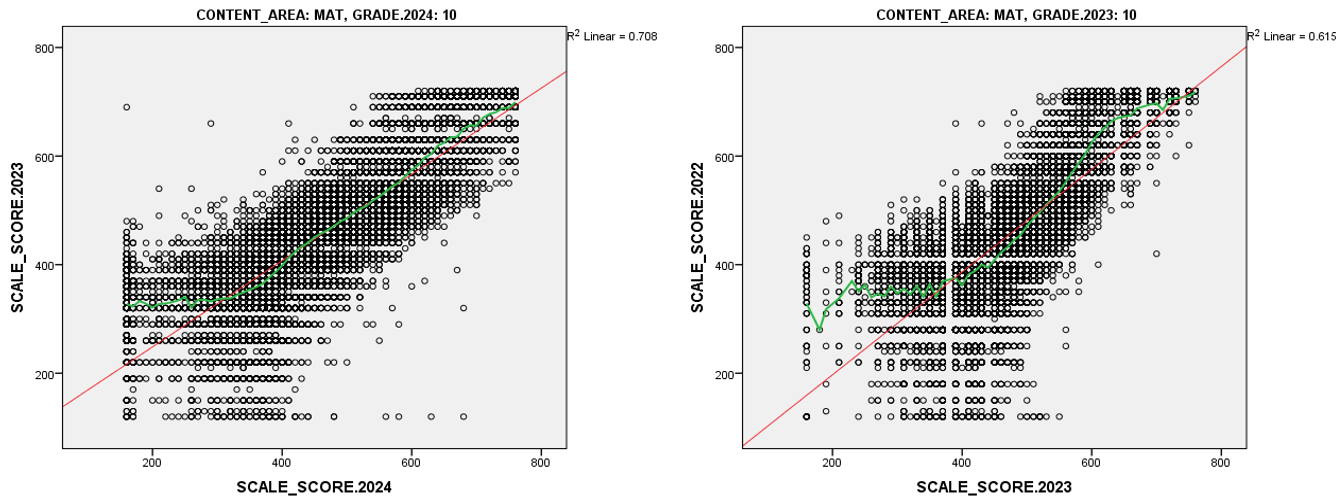 CONTENT_AREA: MAT, GRADE.2024: 10
R2 Linear = 0.708
800
600
400
200
SCALE_SCORE.2023
200 400 600 800
SCALE_SCORE.2024
CONTENT_AREA: MAT, GRADE.2023: 10
R2 Linear = 0.615
800
600
400
200
SCALE_SCORE.2022
200 400 600 800
SCALE_SCORE.2023